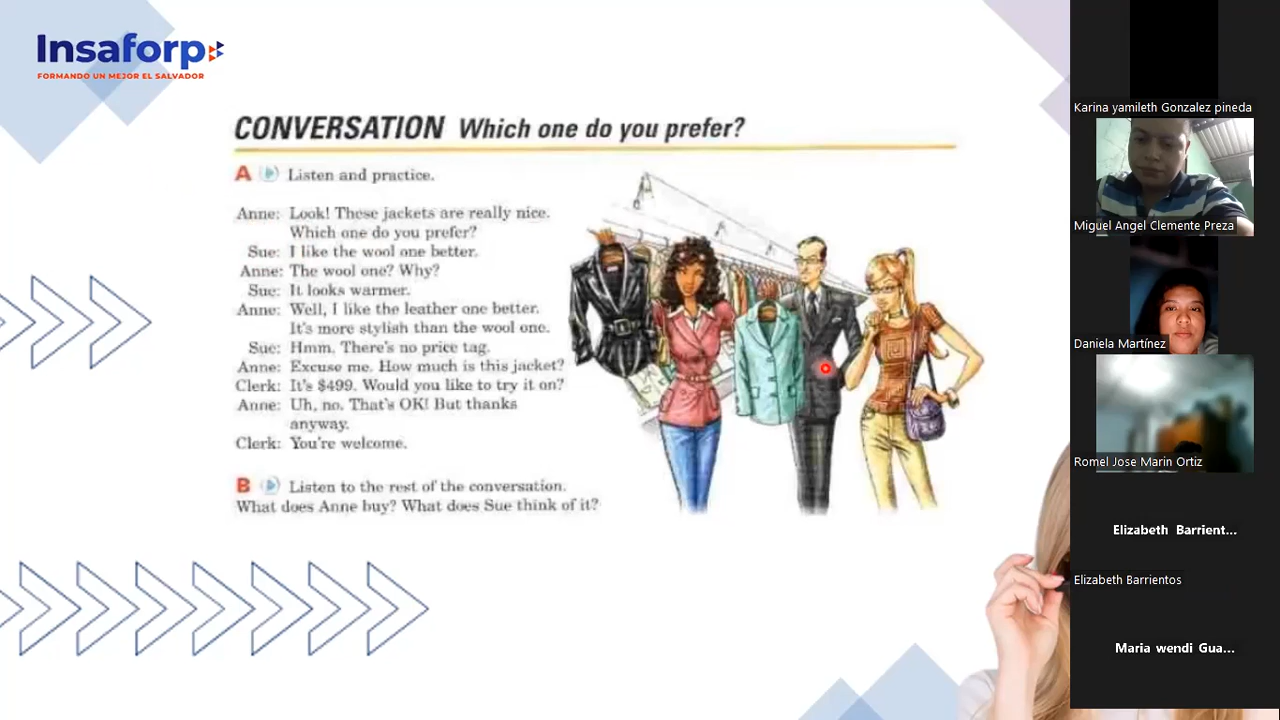 Insaforp
FORMANDO UN MEJOR EL SALVADOR
CONVERSATION Which one do you prefer?
A Listen and practice.
Anne: Look! These jackets are really nice.
Which one do you prefer?
Sue: I like the wool one better.
Anne: The wool one? Why?
Sue: It looks warmer.
Anne: Well, I like the leather one better.
It's more stylish than the wool one.
Sue: Hmm. There's no price tag.
Anne: Excuse me. How much is this jacket?
Clerk: It's $499. Would you like to try it on?
Anne: Uh, no. That's OK! But thanks
anyway.
Clerk: You're welcome.
B Listen to the rest of the conversation.
What does Anne buy? What does Sue think of it?
Karina yamileth Gonzalez pineda
Miguel Angel Clemente Preza
Daniela Martínez
Romel Jose Marin Ortiz
Elizabeth Barrient...
Elizabeth Barrientos
Maria wendi Gua...